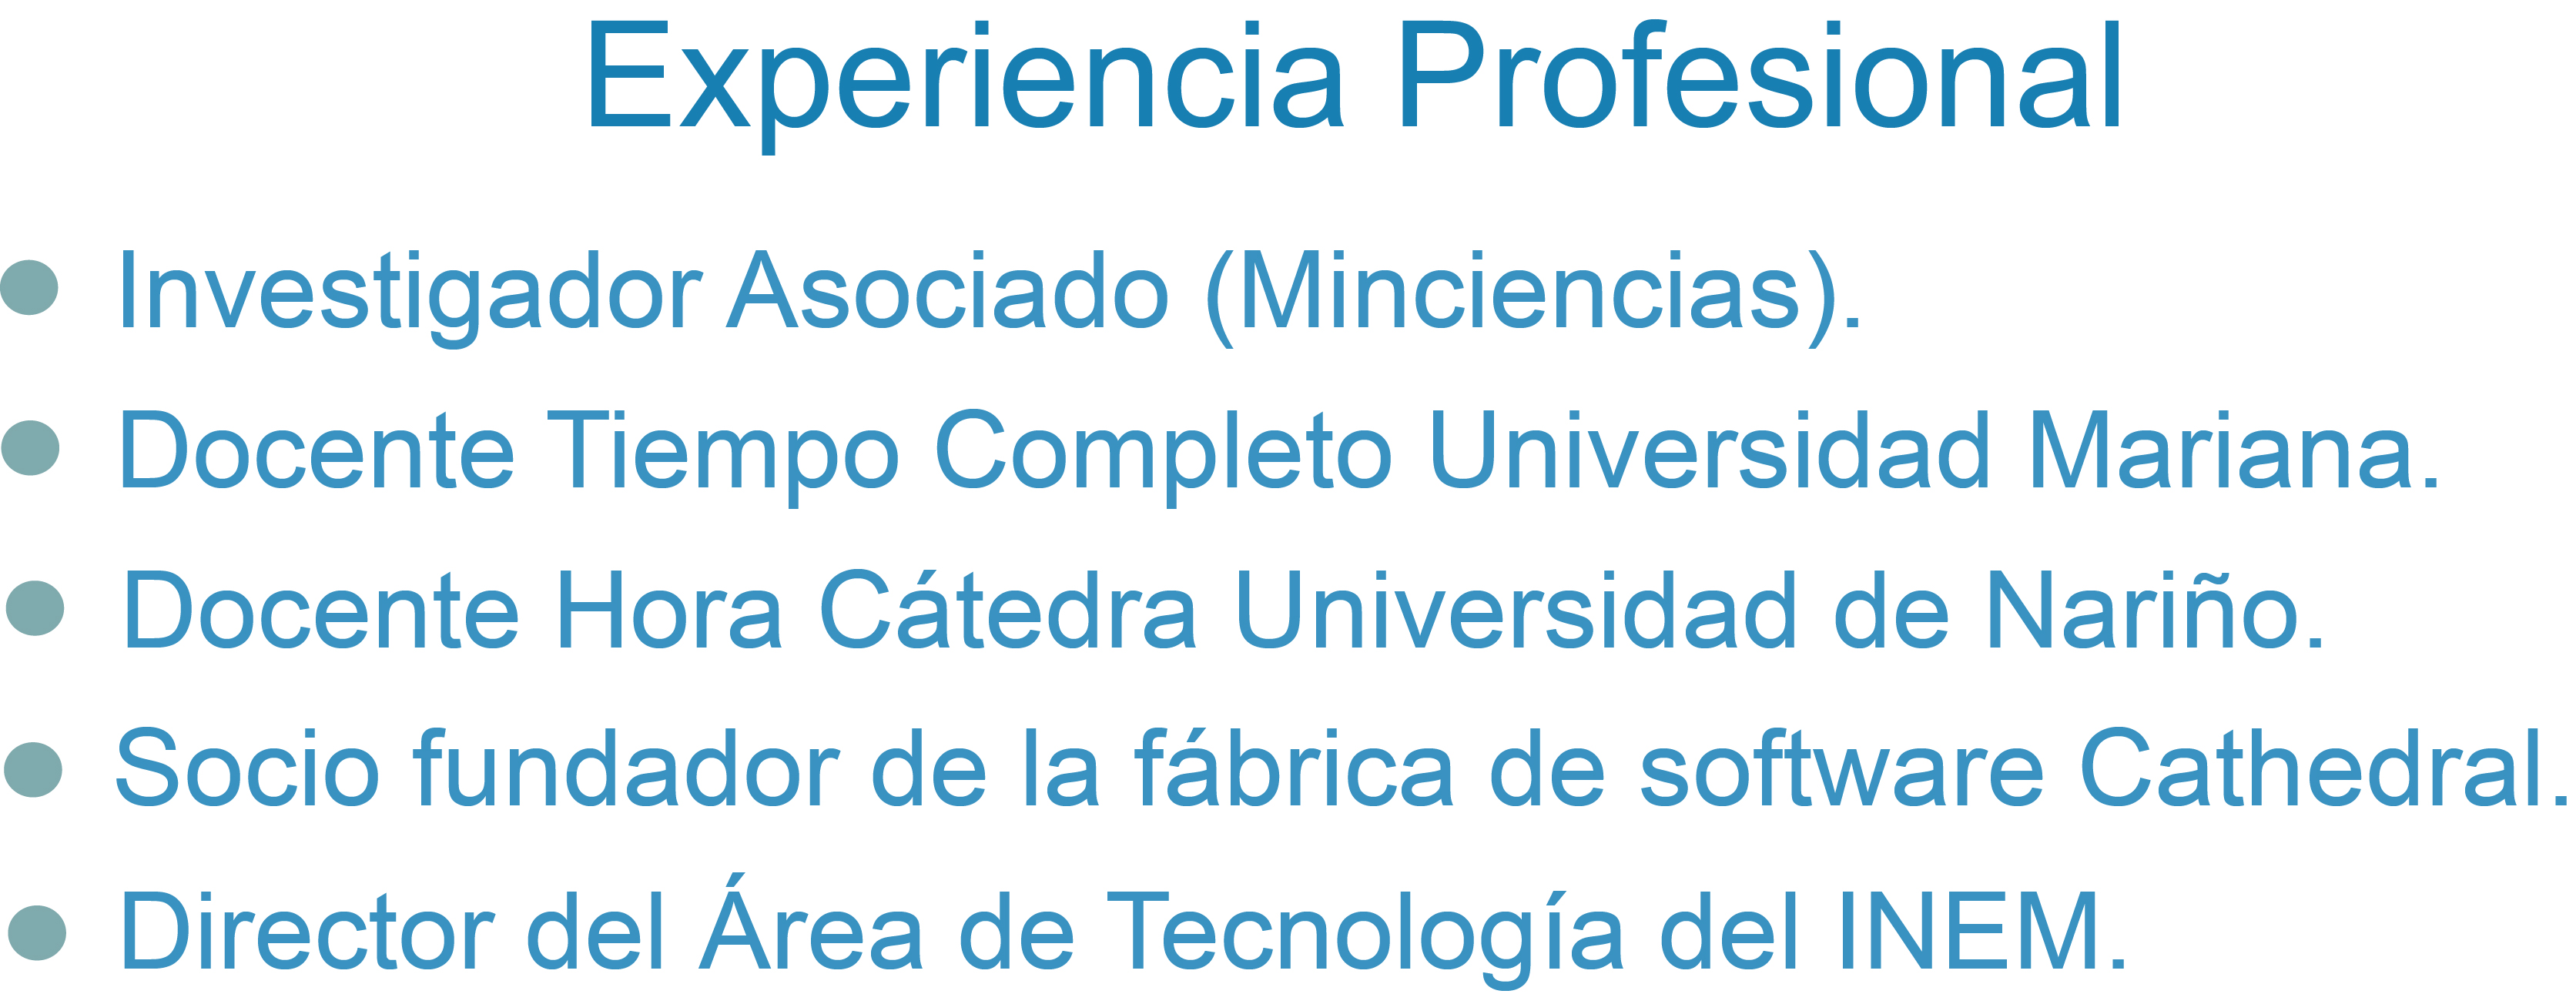 Experiencia Profesional
Investigador Asociado (Minciencias).
Docente Tiempo Completo Universidad Mariana.
Docente Hora Cátedra Universidad de Nariño.
Socio fundador de la fábrica de software Cathedral.
Director del Área de Tecnología del INEM.